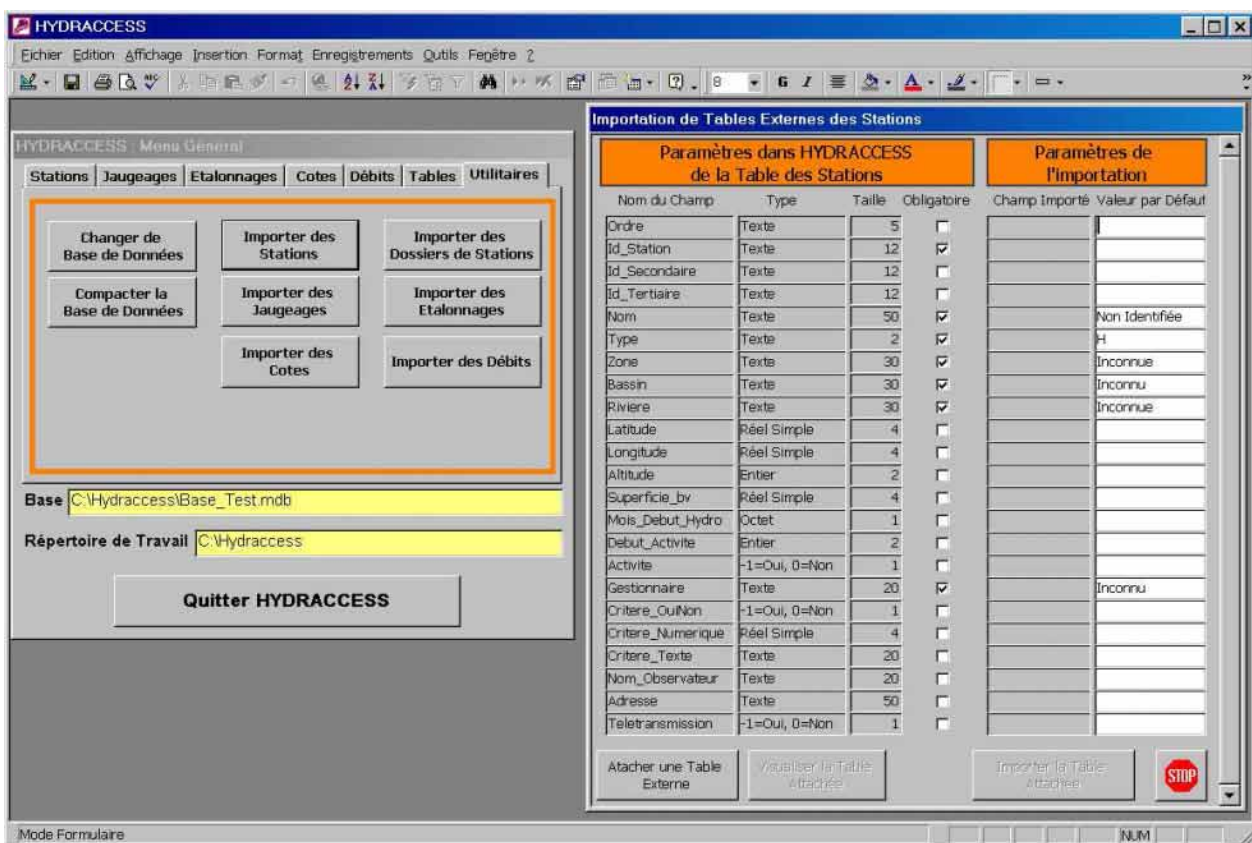 HYDRACCESS
Eichier Edition Affichage Insertion Format Enregistrements Outils Fenêtre ?
8 G I
HYDRACCESS : Menu Général
Stations Jaugeages Etalonnages Cotes Débits Tables Utilitaires
Changer de
Base de Données
Importer des
Stations
Importer des
Dossiers de Stations
Compacter la
Base de Données
Importer des
Jaugeages
Importer des
Etalonnages
Importer des
Cotes
Importer des Débits
Base C:\Hydraccess\Base_Test.mdb
Répertoire de Travail C:\Hydraccess
Quitter HYDRACCESS
Importation de Tables Externes des Stations
Paramètres dans HYDRACCESS
de la Table des Stations
Paramètres de
l'importation
Nom du Champ Type Taille Obligatoire Champ Importé Valeur par Défaut
Ordre Texte 5
Id_Station Texte 12
Id_Secondaire Texte 12
Id_Tertiaire Texte 12
Nom Texte 50 Non Identifiée
Type Texte 2 H
Zone Texte 30 Inconnue
Bassin Texte 30 Inconnu
Riviere Texte 30 Inconnue
Latitude Réel Simple 4
Longitude Réel Simple 4
Altitude Entier 2
Superficie_bv Réel Simple 4
Mois_Debut_Hydro Octet 1
Debut_Activite Entier 2
Activite -1=Oui, 0=Non 1
Gestionnaire Texte 20 Inconnu
Critere_OuiNon -1=Oui, 0=Non 1
Critere_Numerique Réel Simple 4
Critere_Texte Texte 20
Nom_Observateur Texte 20
Adresse Texte 50
Teletransmission -1=Oui, 0=Non 1
Atacher une Table
Externe
Visualiser la Table
Attachée
Importer la Table
Attachée
STOP
Mode Formulaire NUM